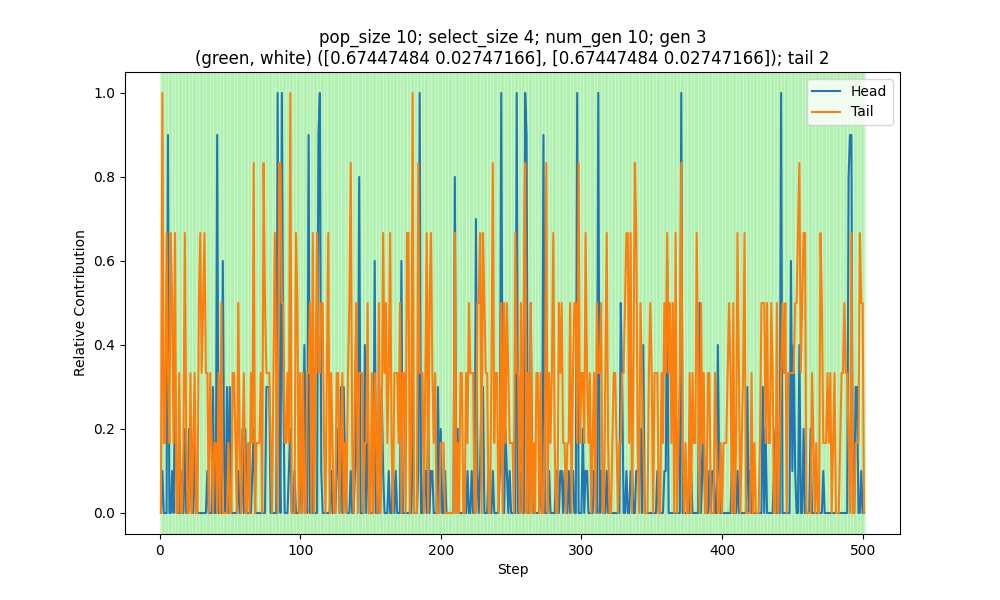 pop_size 10; select_size 4; num_gen 10; gen 3
(green, white) ([0.67447484 0.02747166], [0.67447484 0.02747166]); tail 2
Head
Tail
1.0
0.8
0.6
0.4
0.2
0.0
Relative Contribution
0 100 200 300 400 500
Step